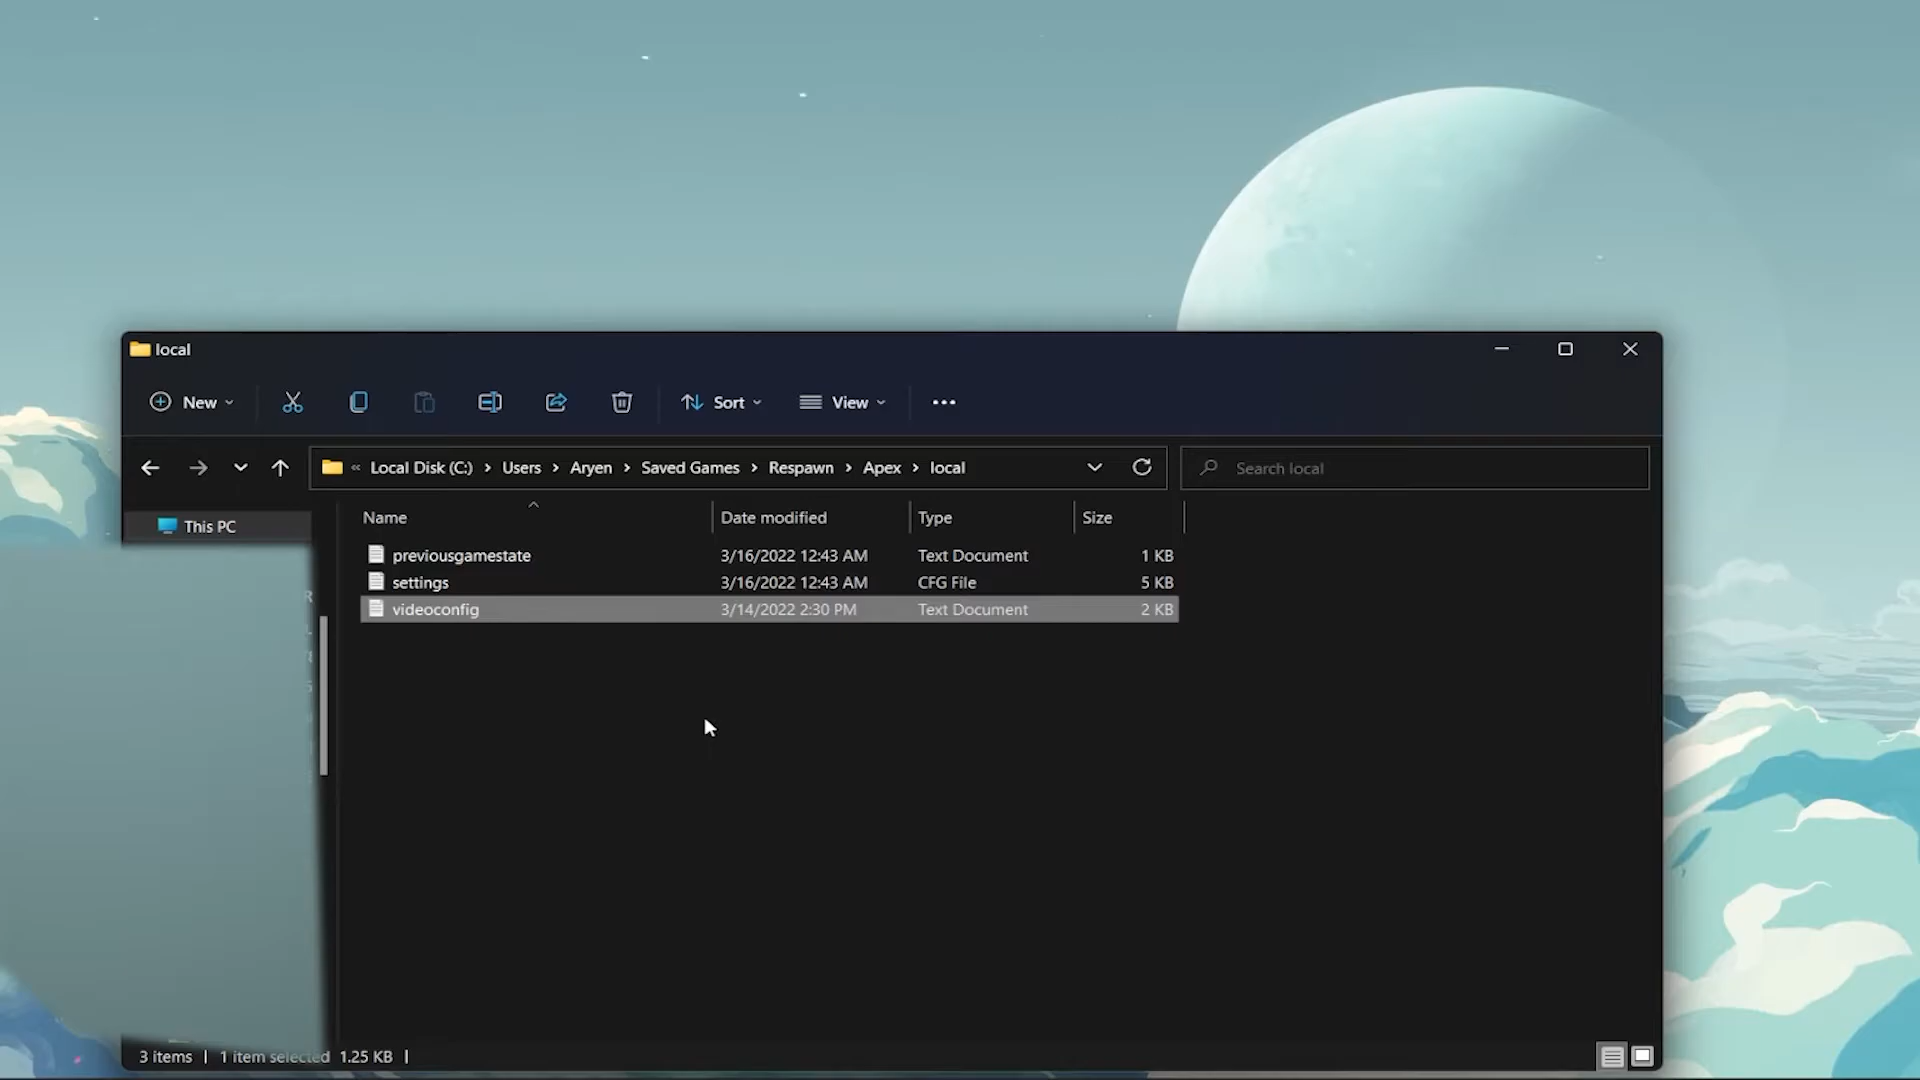 local
New
Sort
View
« Local Disk (C:) › Users › Aryen › Saved Games › Respawn › Apex › local
Search local
This PC
Name Date modified Type Size
previousgamestate 3/16/2022 12:43 AM Text Document 1 KB
settings 3/16/2022 12:43 AM CFG File 5 KB
videoconfig 3/14/2022 2:30 PM Text Document 2 KB
3 items | 1 item selected 1.25 KB |